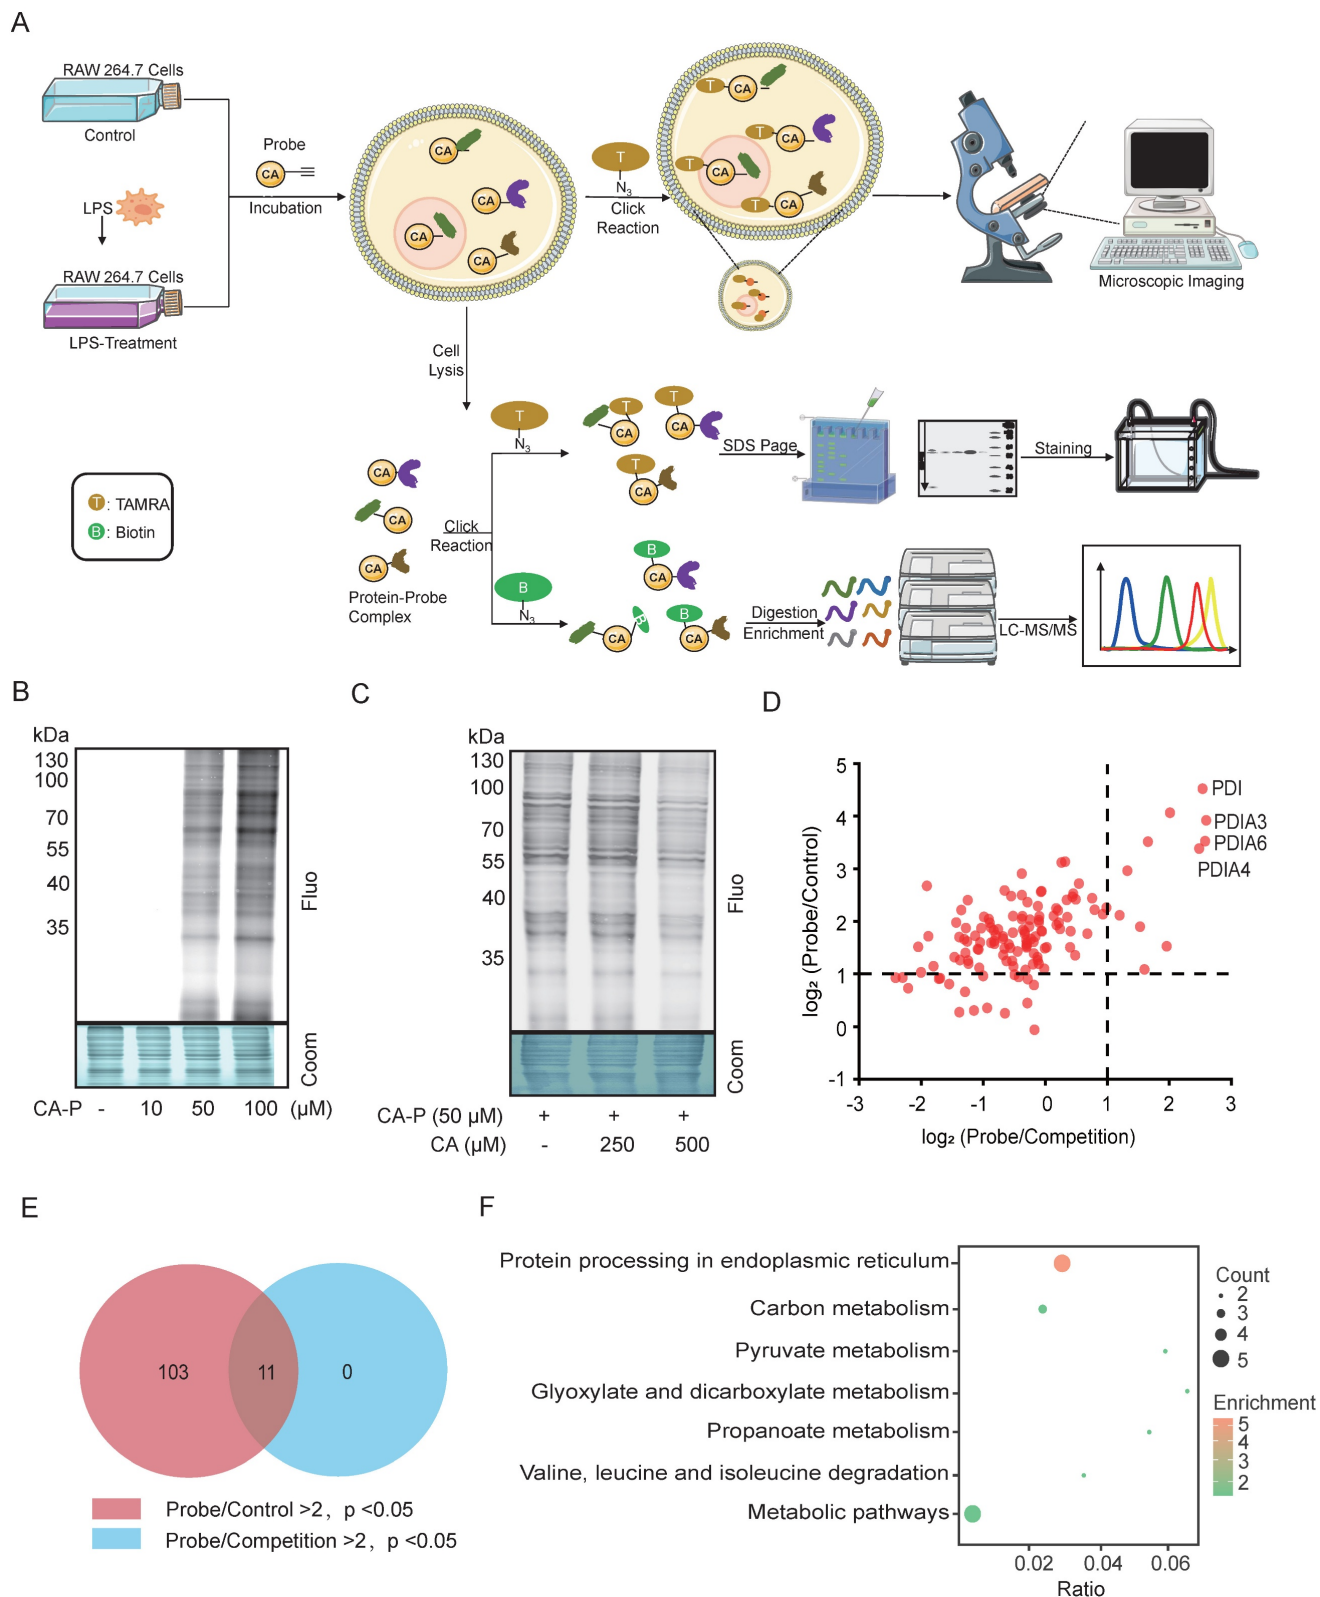 A
RAW 264.7 Cells
Control
LPS
RAW 264.7 Cells
LPS-Treatment
Probe
CA
Incubation
CA
CA
CA
CA
T
N3
Click
Reaction
T CA
T CA
T CA
T CA
Microscopic Imaging
Cell
Lysis
T : TAMRA
B : Biotin
CA
CA
CA
Protein-Probe
Complex
Click
Reaction
T
N3
B
N3
T
CA
T
CA
T
CA
SDS Page
Staining
B
CA
CA B
B
CA
Digestion
Enrichment
LC-MS/MS
B
kDa
130
100
70
55
40
35
Fluo
Coom
CA-P - 10 50 100 (μM)
C
kDa
130
100
70
55
40
35
Fluo
Coom
CA-P (50 μM) + + +
CA (μM) - 250 500
D
log₂ (Probe/Control)
5
4
3
2
1
0
-1
PDI
PDIA3
PDIA6
PDIA4
-3 -2 -1 0 1 2 3
log₂ (Probe/Competition)
E
103 11 0
Probe/Control >2, p <0.05
Probe/Competition >2, p <0.05
F
Protein processing in endoplasmic reticulum
Carbon metabolism
Pyruvate metabolism
Glyoxylate and dicarboxylate metabolism
Propanoate metabolism
Valine, leucine and isoleucine degradation
Metabolic pathways
0.02 0.04 0.06
Ratio
Count
2
3
4
5
Enrichment
5
4
3
2